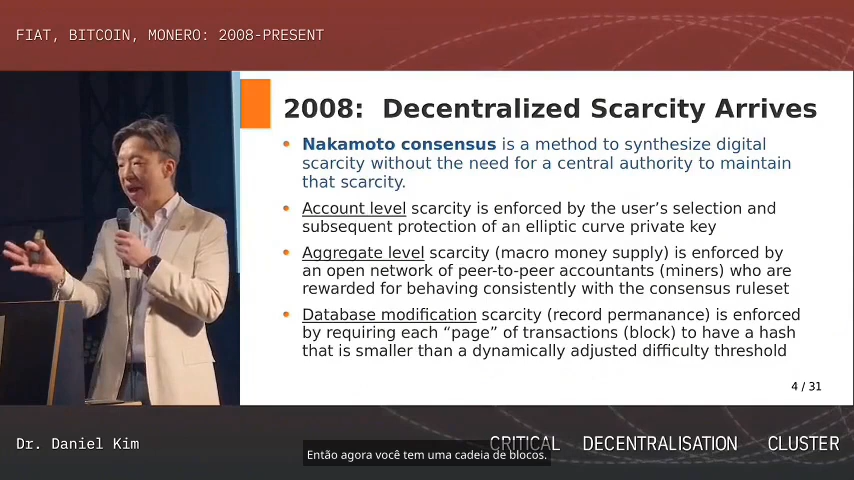 FIAT, BITCOIN, MONERO: 2008-PRESENT
2008: Decentralized Scarcity Arrives
Nakamoto consensus is a method to synthesize digital
scarcity without the need for a central authority to maintain
that scarcity.
Account level scarcity is enforced by the user’s selection and
subsequent protection of an elliptic curve private key
Aggregate level scarcity (macro money supply) is enforced by
an open network of peer-to-peer accountants (miners) who are
rewarded for behaving consistently with the consensus ruleset
Database modification scarcity (record permanance) is enforced
by requiring each “page” of transactions (block) to have a hash
that is smaller than a dynamically adjusted difficulty threshold
4 / 31
Dr. Daniel Kim
CRITICAL DECENTRALISATION CLUSTER
Então agora você tem uma cadeia de blocos.